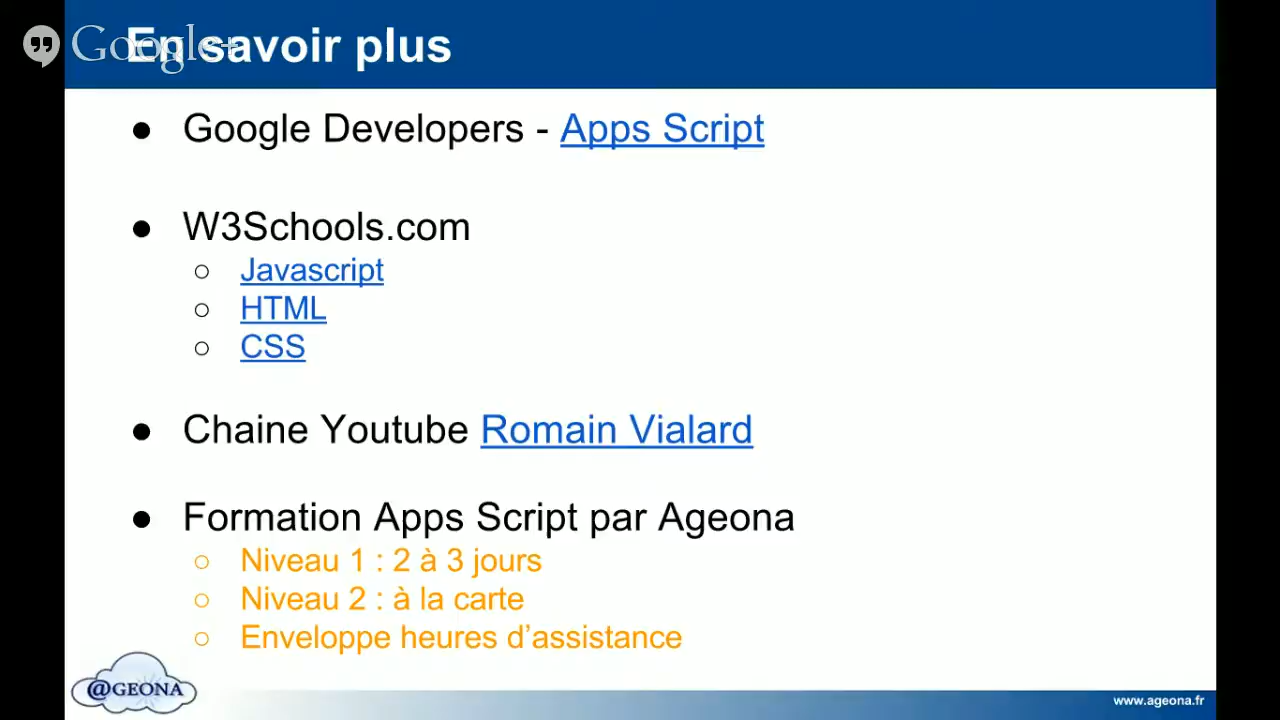 Google+
En savoir plus
● Google Developers - Apps Script
● W3Schools.com
○ Javascript
○ HTML
○ CSS
● Chaine Youtube Romain Vialard
● Formation Apps Script par Ageona
○ Niveau 1 : 2 à 3 jours
○ Niveau 2 : à la carte
○ Enveloppe heures d’assistance
@GEONA
www.ageona.fr